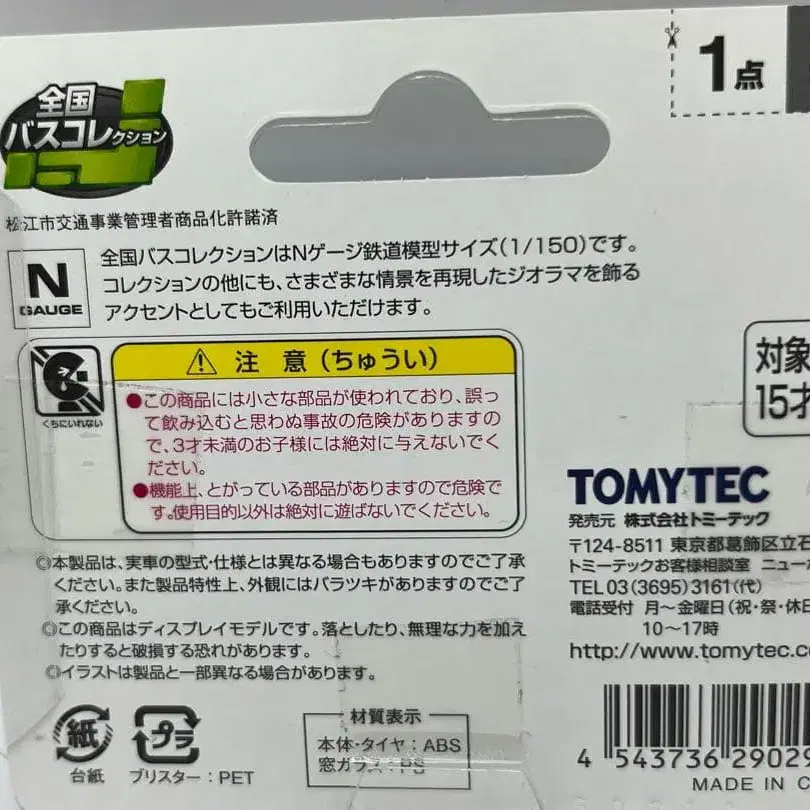 1点
全国
バスコレクション
松江市交通事業管理者商品化許諾済
N
GAUGE
全国バスコレクションはNゲージ鉄道模型サイズ(1/150)です。
コレクションの他にも、さまざまな情景を再現したジオラマを飾る
アクセントとしてもご利用いただけます。
くちにいれない
注意(ちゅうい)
●この商品には小さな部品が使われており、誤っ
て飲み込むと思わぬ事故の危険がありますの
で、3才未満のお子様には絶対に与えないでく
ださい。
●機能上、とがっている部品がありますので危険で
す。使用目的以外は絶対に遊ばないでください。
対象
15才
◎本製品は、実車の型式・仕様とは異なる場合もありますのでご了承
ください。また製品特性上、外観にはバラツキがありますのでご了
承ください。
◎この商品はディスプレイモデルです。落としたり、無理な力を加え
たりすると破損する恐れがあります。
◎イラストは製品と一部異なる場合があります。
TOMYTEC
発売元 株式会社トミーテック
〒124-8511 東京都葛飾区立石
トミーテックお客様相談室 ニュー
TEL 03(3695)3161(代)
電話受付 月〜金曜日(祝・祭・休日
10〜17時
http://www.tomytec.co
紙
台紙
プラ
ブリスター:PET
材質表示
本体・タイヤ:ABS
窓ガラス:PS
4 543736 29029
MADE IN C